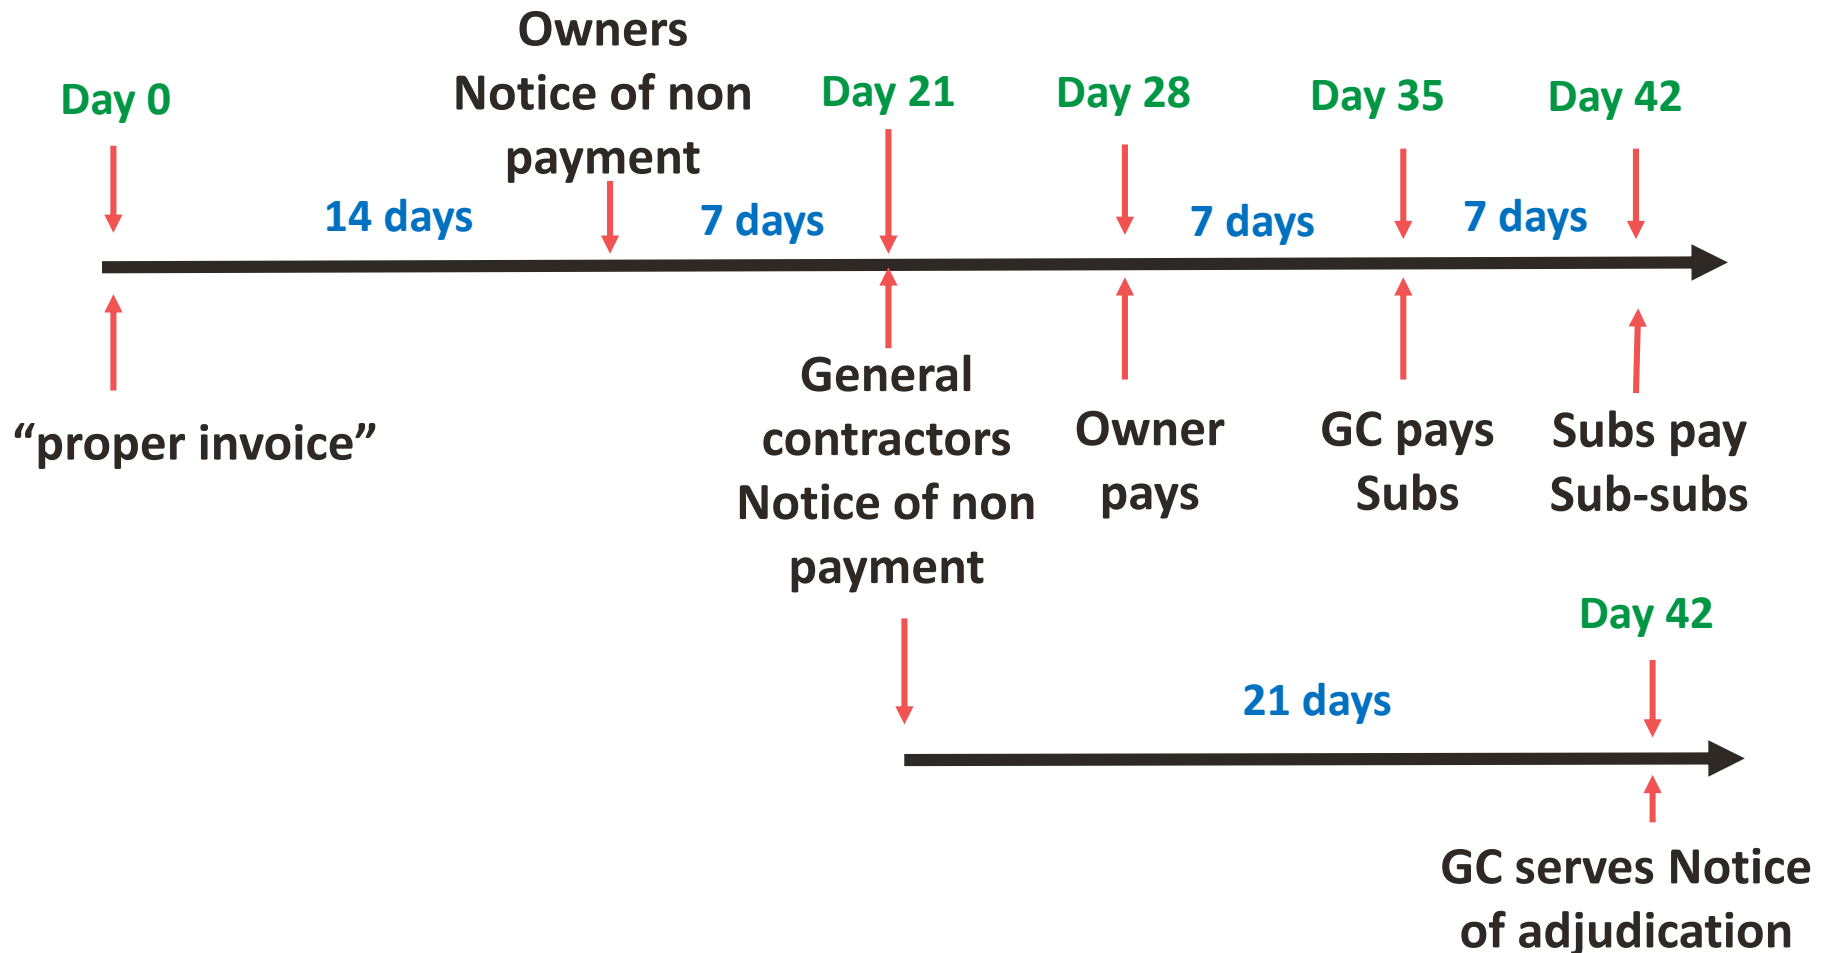 Owners
Notice of non
payment
Day 0
Day 21
Day 28
Day 35
Day 42
14 days
7 days
7 days
7 days
“proper invoice”
General
contractors
Notice of non
payment
Owner
pays
GC pays
Subs
Subs pay
Sub-subs
Day 42
21 days
GC serves Notice
of adjudication